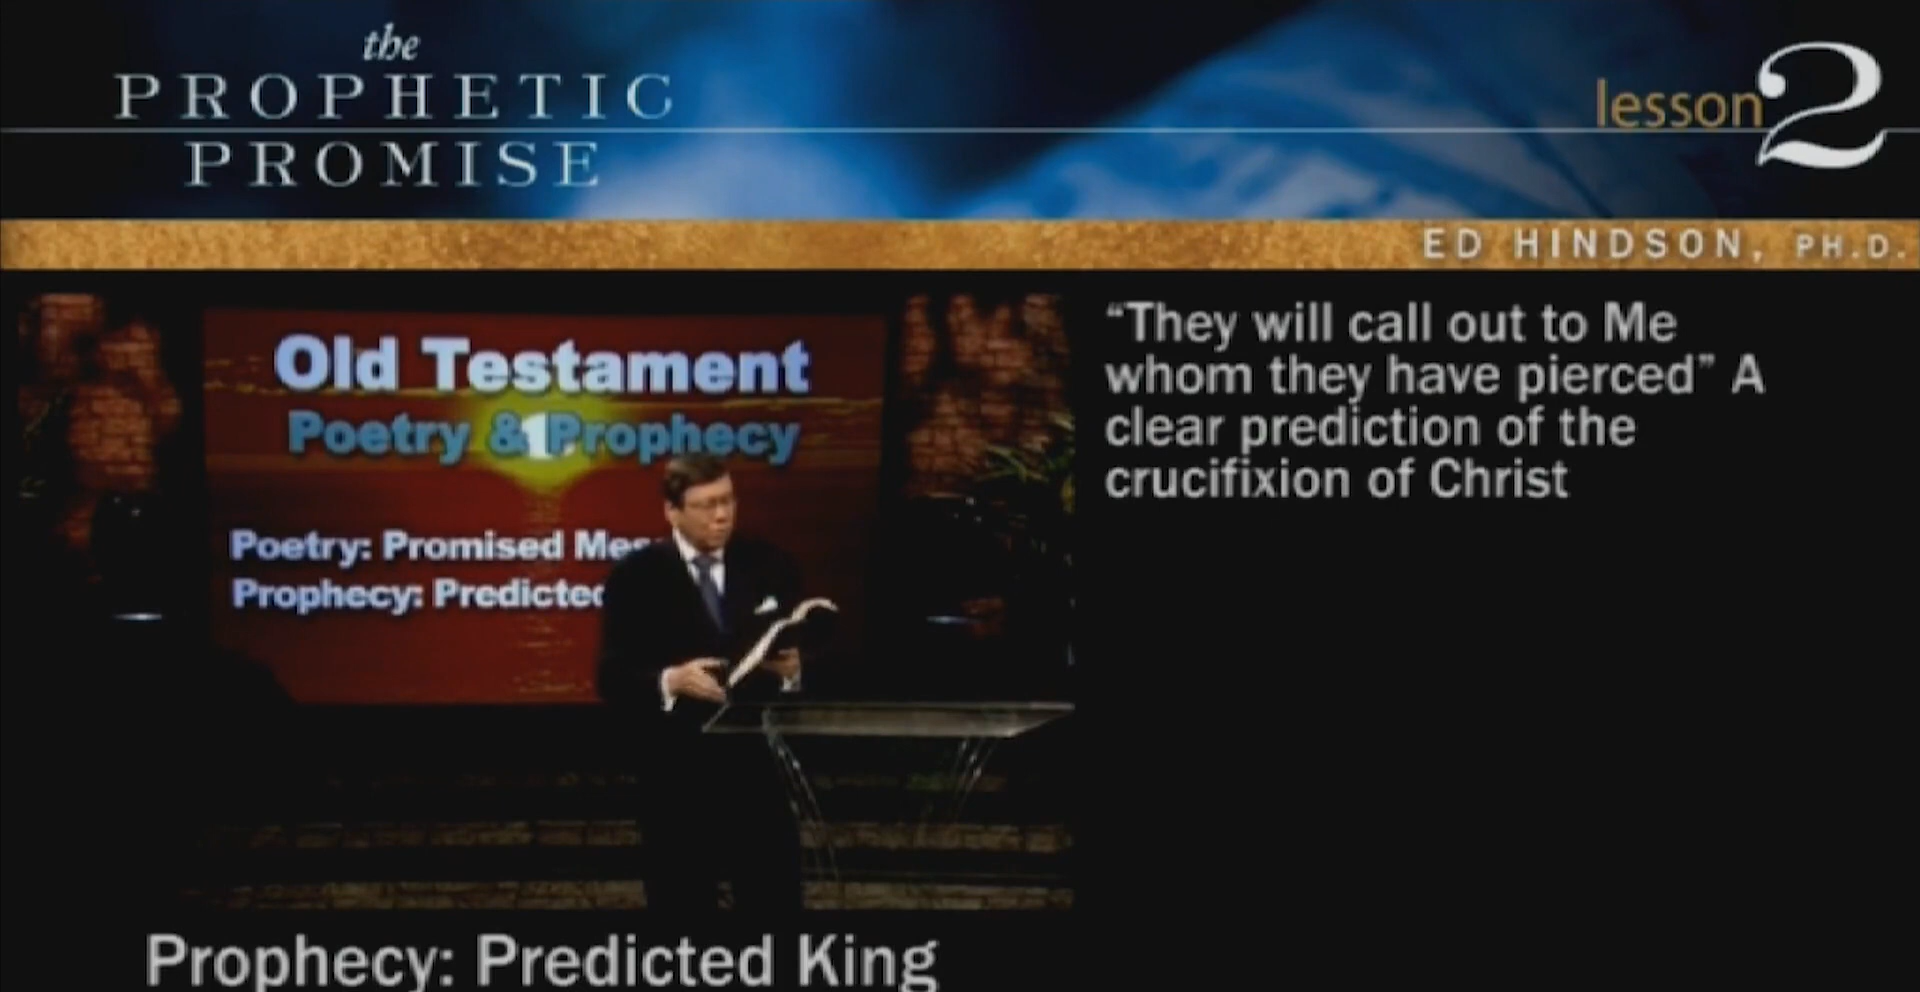 the
PROPHETIC
PROMISE
lesson 2
ED HINDSON, PH.D.
Old Testament
Poetry & Prophecy
Poetry: Promised
Prophecy: Predicted
“They will call out to Me
whom they have pierced” A
clear prediction of the
crucifixion of Christ
Prophecy: Predicted King